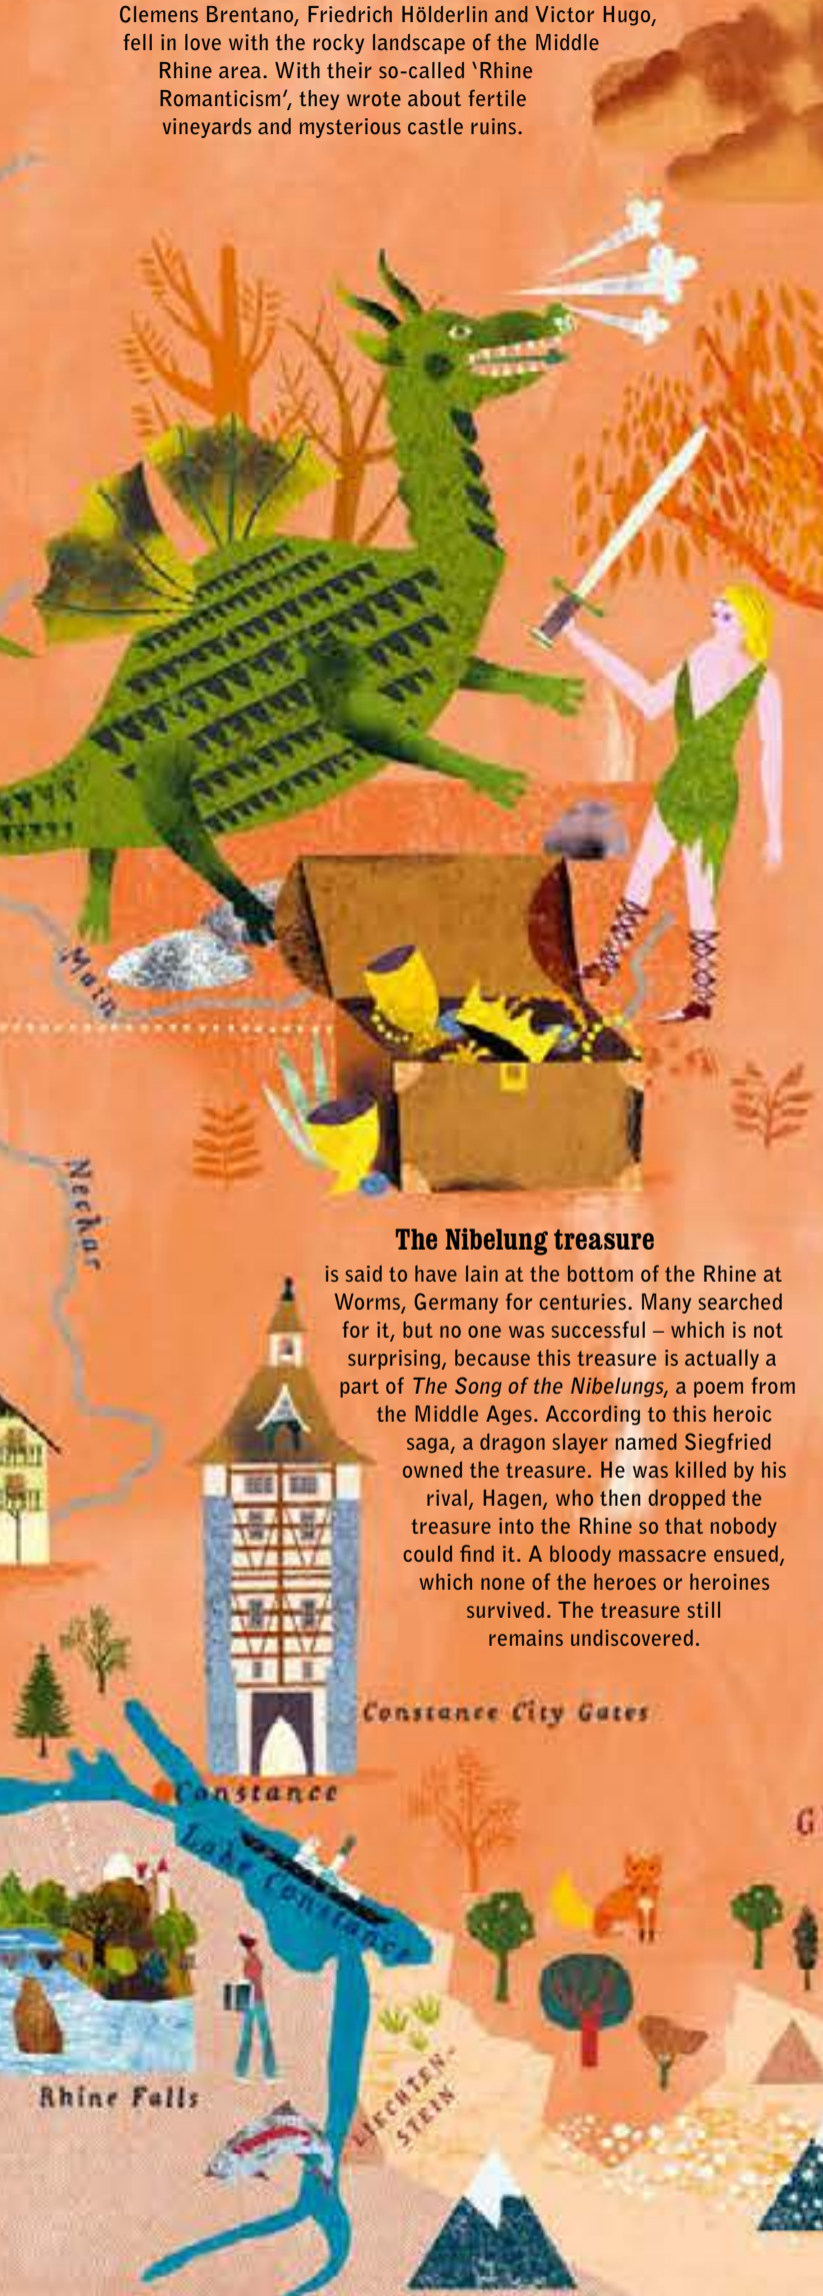 Clemens Brentano, Friedrich Hölderlin and Victor Hugo,
fell in love with the rocky landscape of the Middle
Rhine area. With their so-called ‘Rhine
Romanticism’, they wrote about fertile
vineyards and mysterious castle ruins.
Main
Neckar
The Nibelung treasure
is said to have lain at the bottom of the Rhine at
Worms, Germany for centuries. Many searched
for it, but no one was successful – which is not
surprising, because this treasure is actually a
part of The Song of the Nibelungs, a poem from
the Middle Ages. According to this heroic
saga, a dragon slayer named Siegfried
owned the treasure. He was killed by his
rival, Hagen, who then dropped the
treasure into the Rhine so that nobody
could find it. A bloody massacre ensued,
which none of the heroes or heroines
survived. The treasure still
remains undiscovered.
Constance City Gates
Constance
Lake Constance
G
Rhine Falls
LIECHTEN-
STEIN